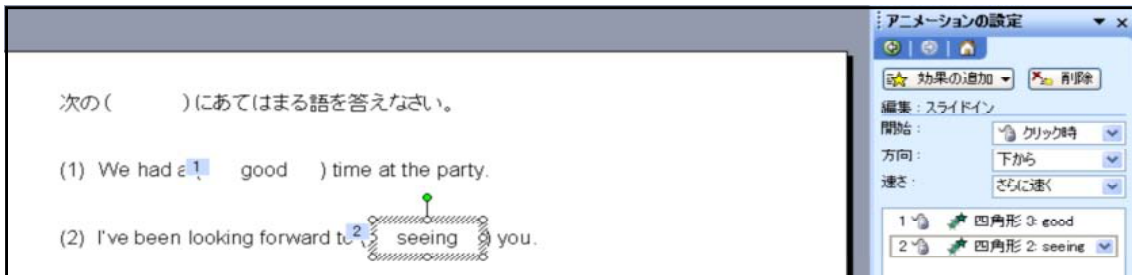 アニメーションの設定
効果の追加 削除
編集：スライドイン
開始： クリック時
方向： 下から
速さ： さらに速く
1 四角形 3: good
2 四角形 2: seeing
次の(　　　)にあてはまる語を答えなさい。
(1) We had a 1 ( good ) time at the party.
(2) I've been looking forward to 2 ( seeing ) you.